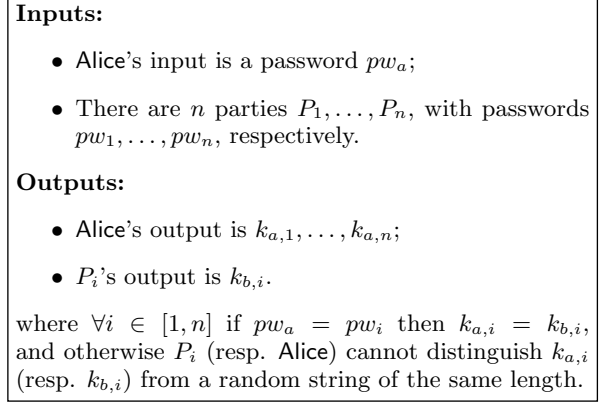 Inputs:
• Alice's input is a password pw_a;
• There are n parties P_1, . . . , P_n, with passwords
pw_1, . . . , pw_n, respectively.
Outputs:
• Alice's output is k_{a,1}, . . . , k_{a,n};
• P_i's output is k_{b,i}.
where ∀i ∈ [1, n] if pw_a = pw_i then k_{a,i} = k_{b,i},
and otherwise P_i (resp. Alice) cannot distinguish k_{a,i}
(resp. k_{b,i}) from a random string of the same length.